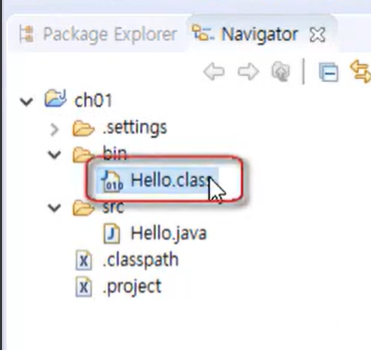 Package Explorer Navigator
ch01
.settings
bin
Hello.class
src
Hello.java
.classpath
.project